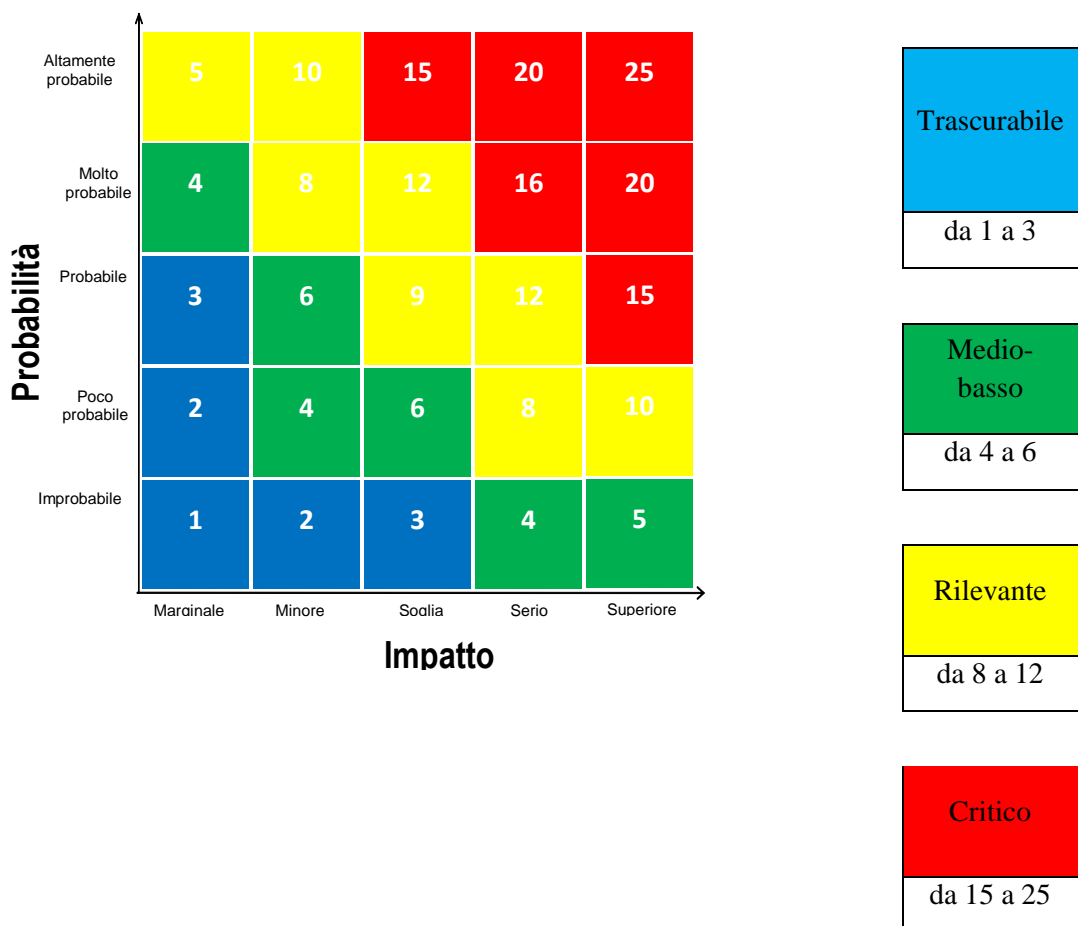 Altamente
probabile
5 10 15 20 25
Molto
probabile
4 8 12 16 20
Probabile
3 6 9 12 15
Poco
probabile
2 4 6 8 10
Improbabile
1 2 3 4 5
Probabilità
Marginale Minore Soglia Serio Superiore
Impatto
Trascurabile
da 1 a 3
Medio-
basso
da 4 a 6
Rilevante
da 8 a 12
Critico
da 15 a 25